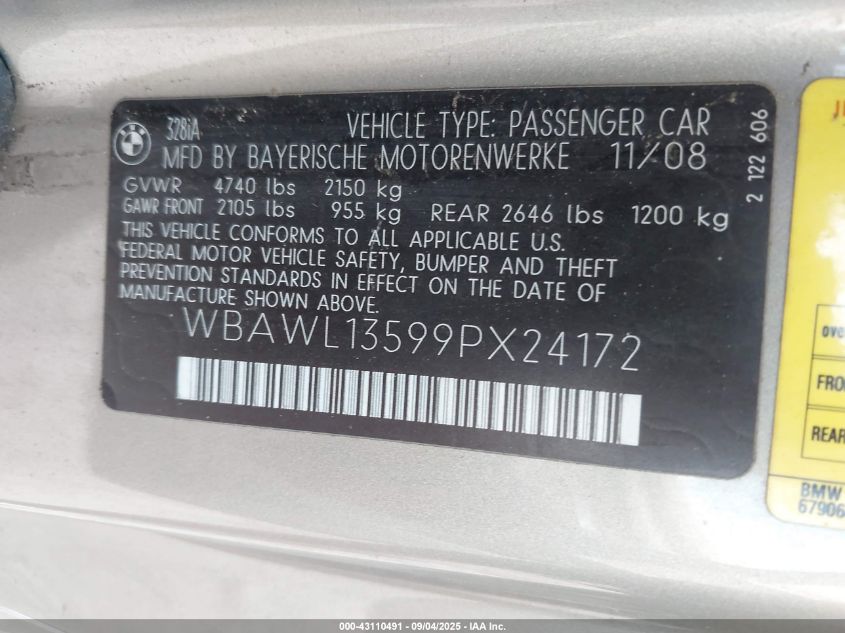 328iA
VEHICLE TYPE: PASSENGER CAR
MFD BY BAYERISCHE MOTORENWERKE 11/08
GVWR 4740 lbs 2150 kg
GAWR FRONT 2105 lbs 955 kg REAR 2646 lbs 1200 kg
THIS VEHICLE CONFORMS TO ALL APPLICABLE U.S.
FEDERAL MOTOR VEHICLE SAFETY, BUMPER AND THEFT
PREVENTION STANDARDS IN EFFECT ON THE DATE OF
MANUFACTURE SHOWN ABOVE.
WBAWL13599PX24172
2 122 606
FRO
REAR
BMW
67906
000-43110491 - 09/04/2025 - IAA Inc.